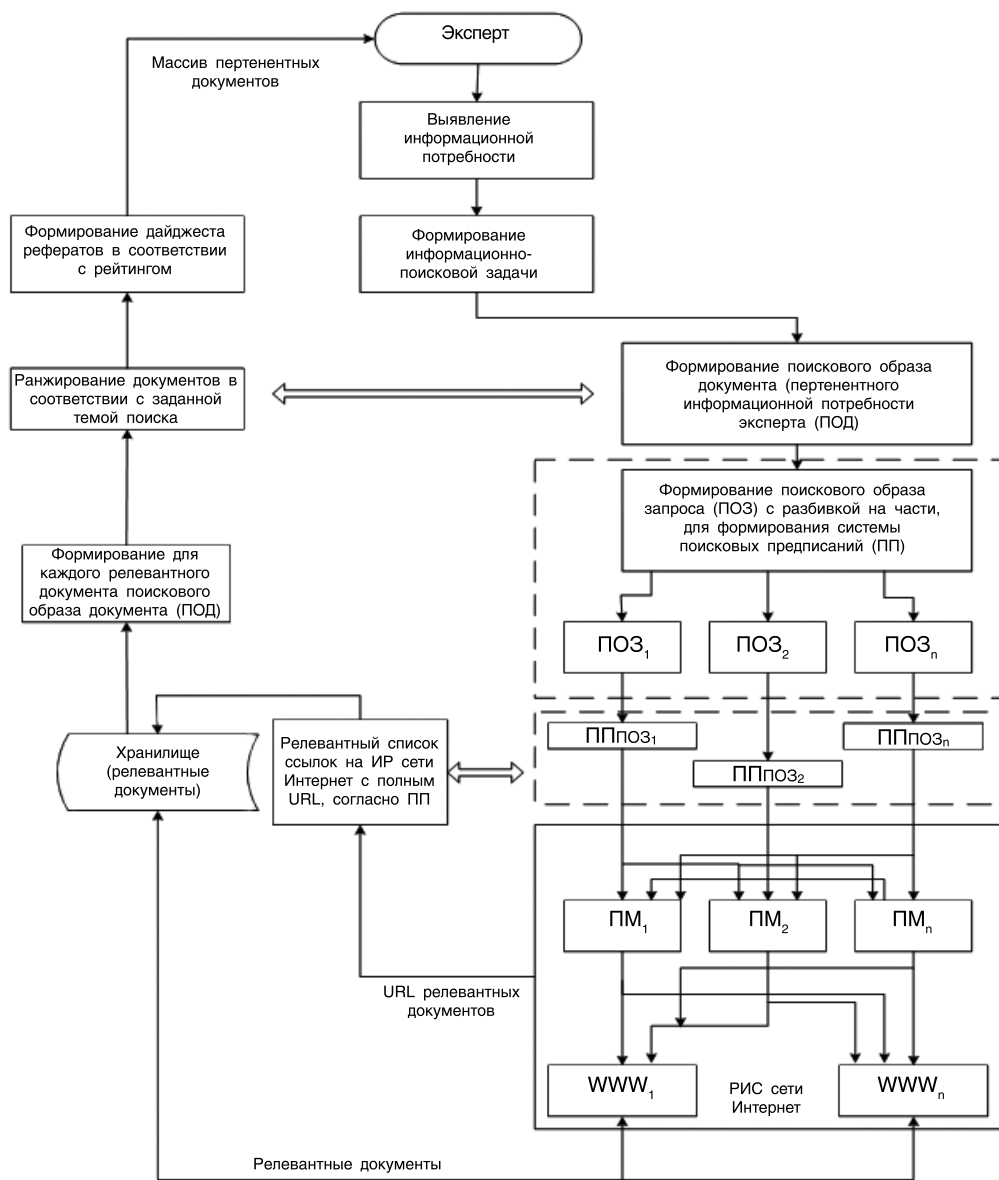 Эксперт
Массив пертенентных
документов
Выявление
информационной
потребности
Формирование дайджеста
рефератов в соответствии
с рейтингом
Формирование
информационно-
поисковой задачи
Ранжирование документов в
соответствии с заданной
темой поиска
Формирование поискового образа
документа (пертенентного
информационной потребности
эксперта (ПОД)
Формирование поискового образа
запроса (ПОЗ) с разбивкой на части,
для формирования системы
поисковых предписаний (ПП)
Формирование для
каждого релевантного
документа поискового
образа документа (ПОД)
ПОЗ1
ПОЗ2
ПОЗn
Хранилище
(релевантные
документы)
Релевантный список
ссылок на ИР сети
Интернет с полным
URL, согласно ПП
ПППОЗ1
ПППОЗ2
ПППОЗn
ПМ1
ПМ2
ПМn
URL релевантных
документов
WWW1
РИС сети
Интернет
WWWn
Релевантные документы